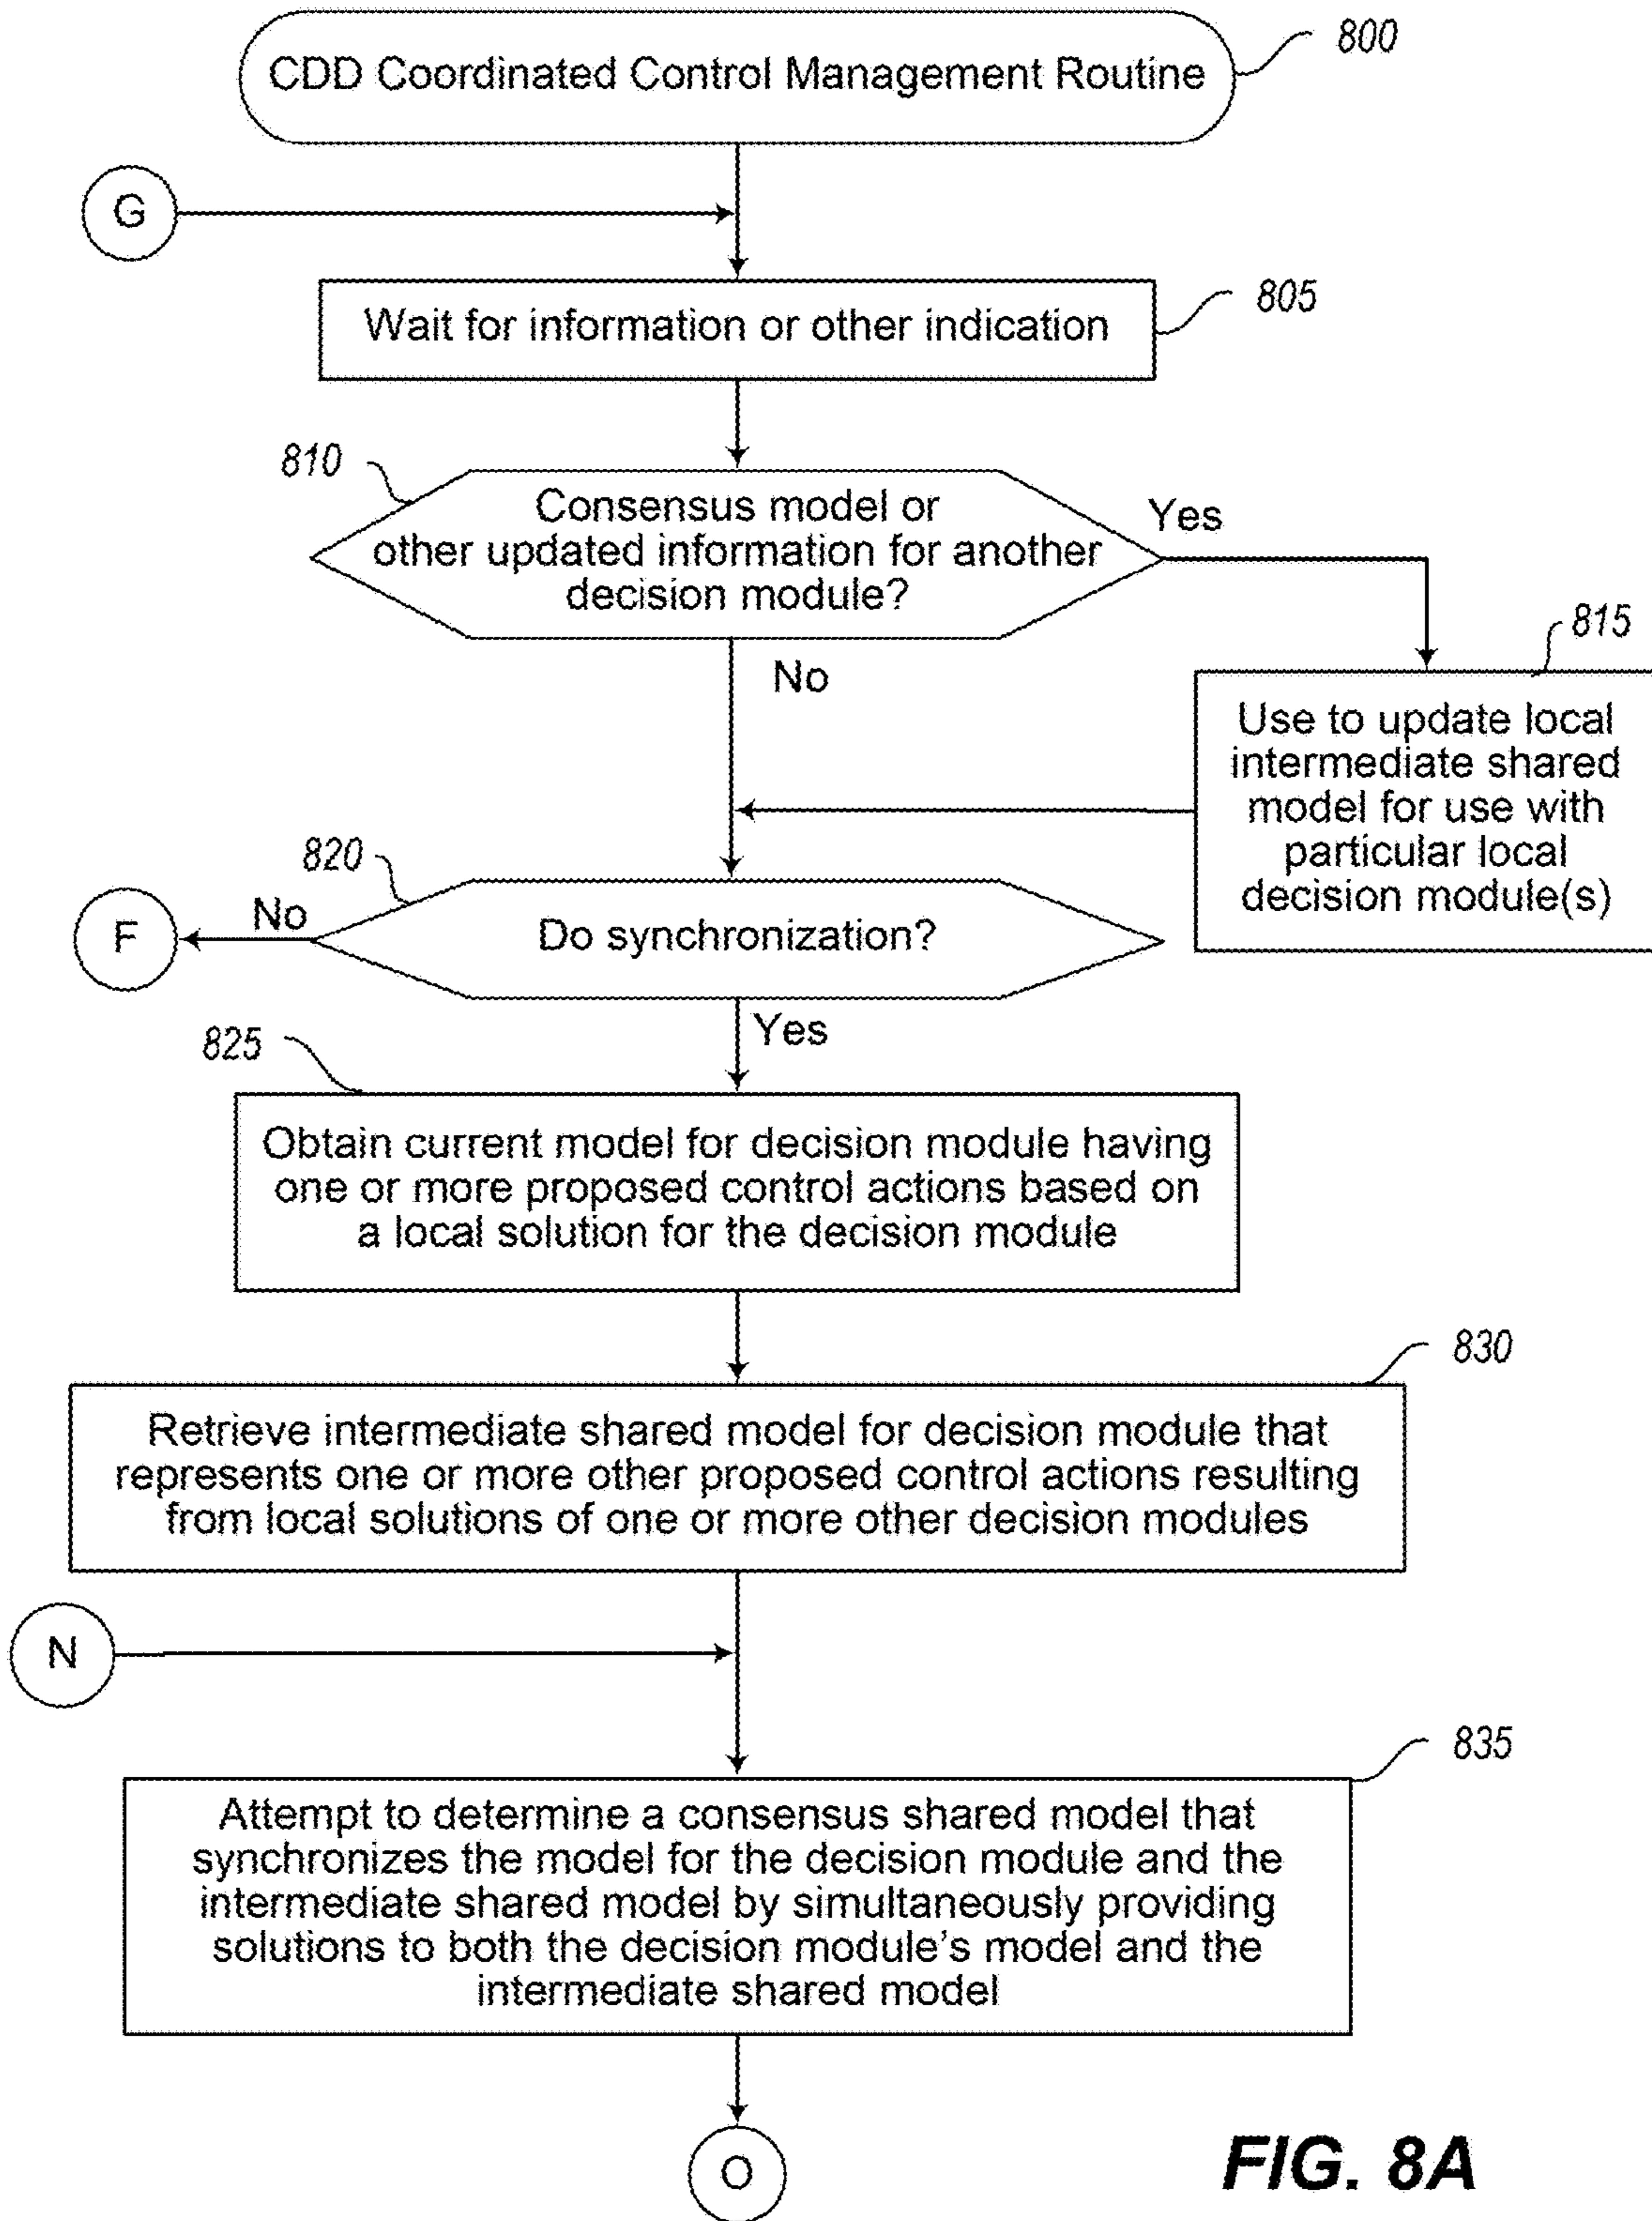 CDD Coordinated Control Management Routine
800
G
Wait for information or other indication
805
810
Consensus model or
other updated information for another
decision module?
Yes
No
815
Use to update local
intermediate shared
model for use with
particular local
decision module(s)
820
F
No
Do synchronization?
Yes
825
Obtain current model for decision module having
one or more proposed control actions based on
a local solution for the decision module
830
Retrieve intermediate shared model for decision module that
represents one or more other proposed control actions resulting
from local solutions of one or more other decision modules
N
835
Attempt to determine a consensus shared model that
synchronizes the model for the decision module and the
intermediate shared model by simultaneously providing
solutions to both the decision module's model and the
intermediate shared model
O
FIG. 8A